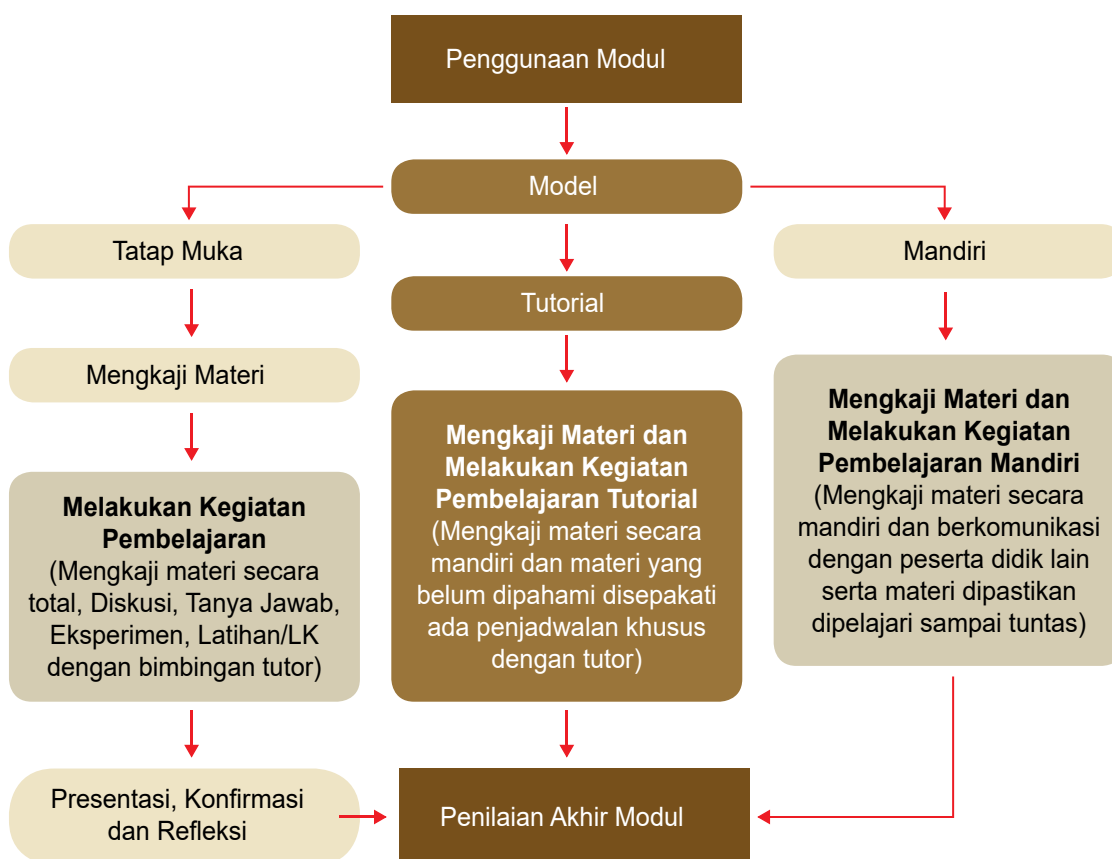 Penggunaan Modul
Model
Tatap Muka
Mengkaji Materi
Melakukan Kegiatan
Pembelajaran
(Mengkaji materi secara
total, Diskusi, Tanya Jawab,
Eksperimen, Latihan/LK
dengan bimbingan tutor)
Presentasi, Konfirmasi
dan Refleksi
Tutorial
Mengkaji Materi dan
Melakukan Kegiatan
Pembelajaran Tutorial
(Mengkaji materi secara
mandiri dan materi yang
belum dipahami disepakati
ada penjadwalan khusus
dengan tutor)
Mandiri
Mengkaji Materi dan
Melakukan Kegiatan
Pembelajaran Mandiri
(Mengkaji materi secara
mandiri dan berkomunikasi
dengan peserta didik lain
serta materi dipastikan
dipelajari sampai tuntas)
Penilaian Akhir Modul